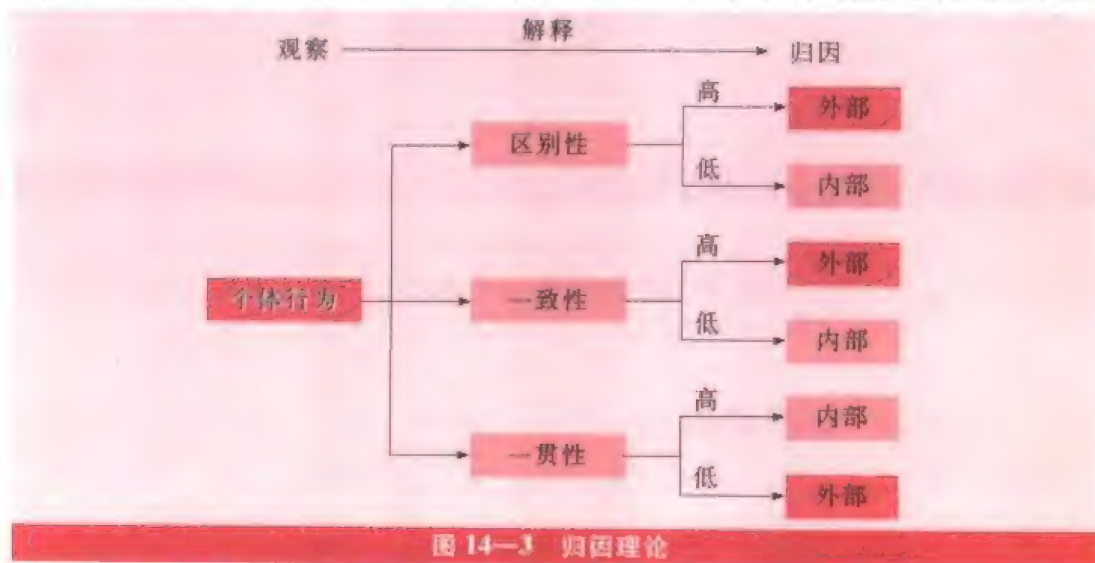 解释
观察 归因
高
外部
区别性
低
内部
高
外部
个体行为 一致性
低
内部
高
内部
一贯性
低
外部
图 14—3 归因理论